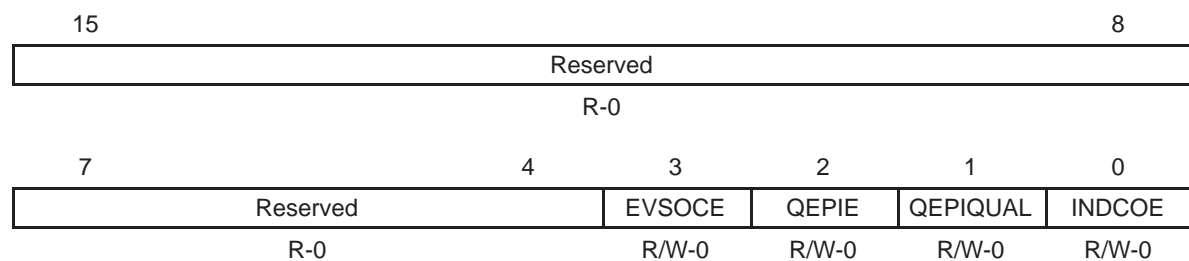 15 8
Reserved
R-0
7 4 3 2 1 0
Reserved EVSOCE QEPIE QEPIQUAL INDCOE
R-0 R/W-0 R/W-0 R/W-0 R/W-0